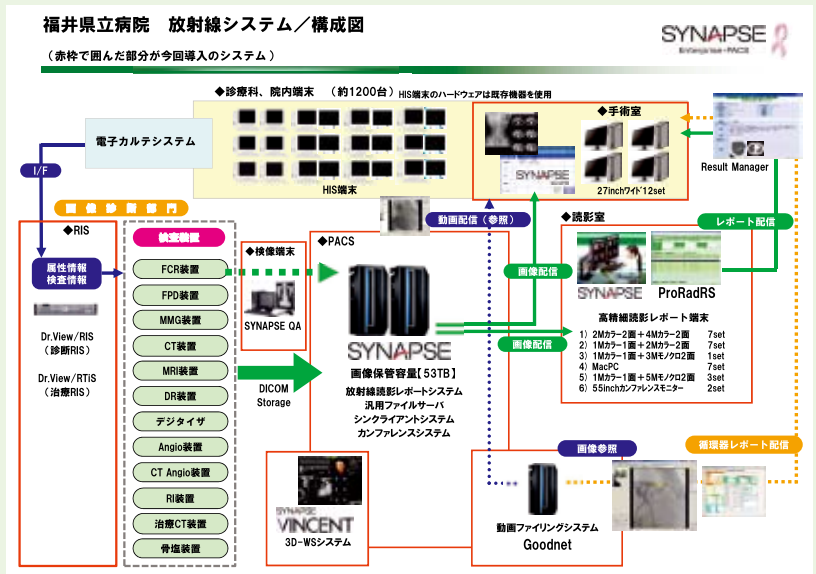 福井県立病院　放射線システム／構成図
（赤枠で囲んだ部分が今回導入のシステム）
SYNAPSE
Enterprise-PACS
◆診療科、院内端末　（約1200台）HIS端末のハードウェアは既存機器を使用
電子カルテシステム
HIS端末
◆手術室
SYNAPSE
27inchワイド12set
Result Manager
I/F
画像診断部門
◆RIS
属性情報
検査情報
Dr.View/RIS
（診断RIS）
Dr.View/RTiS
（治療RIS）
検査装置
FCR装置
FPD装置
MMG装置
CT装置
MRI装置
DR装置
デジタイザ
Angio装置
CT Angio装置
RI装置
治療CT装置
骨塩装置
◆検像端末
SYNAPSE QA
DICOM
Storage
◆PACS
動画配信（参照）
SYNAPSE
画像保管容量【53TB】
放射線読影レポートシステム
汎用ファイルサーバ
シンクライアントシステム
カンファレンスシステム
画像配信
画像配信
◆読影室
レポート配信
SYNAPSE
ProRadRS
高精細読影レポート端末
1）2Mカラー2面＋4Mカラー2面　7set
2）1Mカラー1面＋2Mカラー2面　7set
3）1Mカラー1面＋3Mモノクロ2面　1set
4）MacPC　7set
5）1Mカラー1面＋5Mモノクロ2面　3set
6）55inchカンファレンスモニター　2set
SYNAPSE
VINCENT
3D-WSシステム
画像参照
循環器レポート配信
動画ファイリングシステム
Goodnet